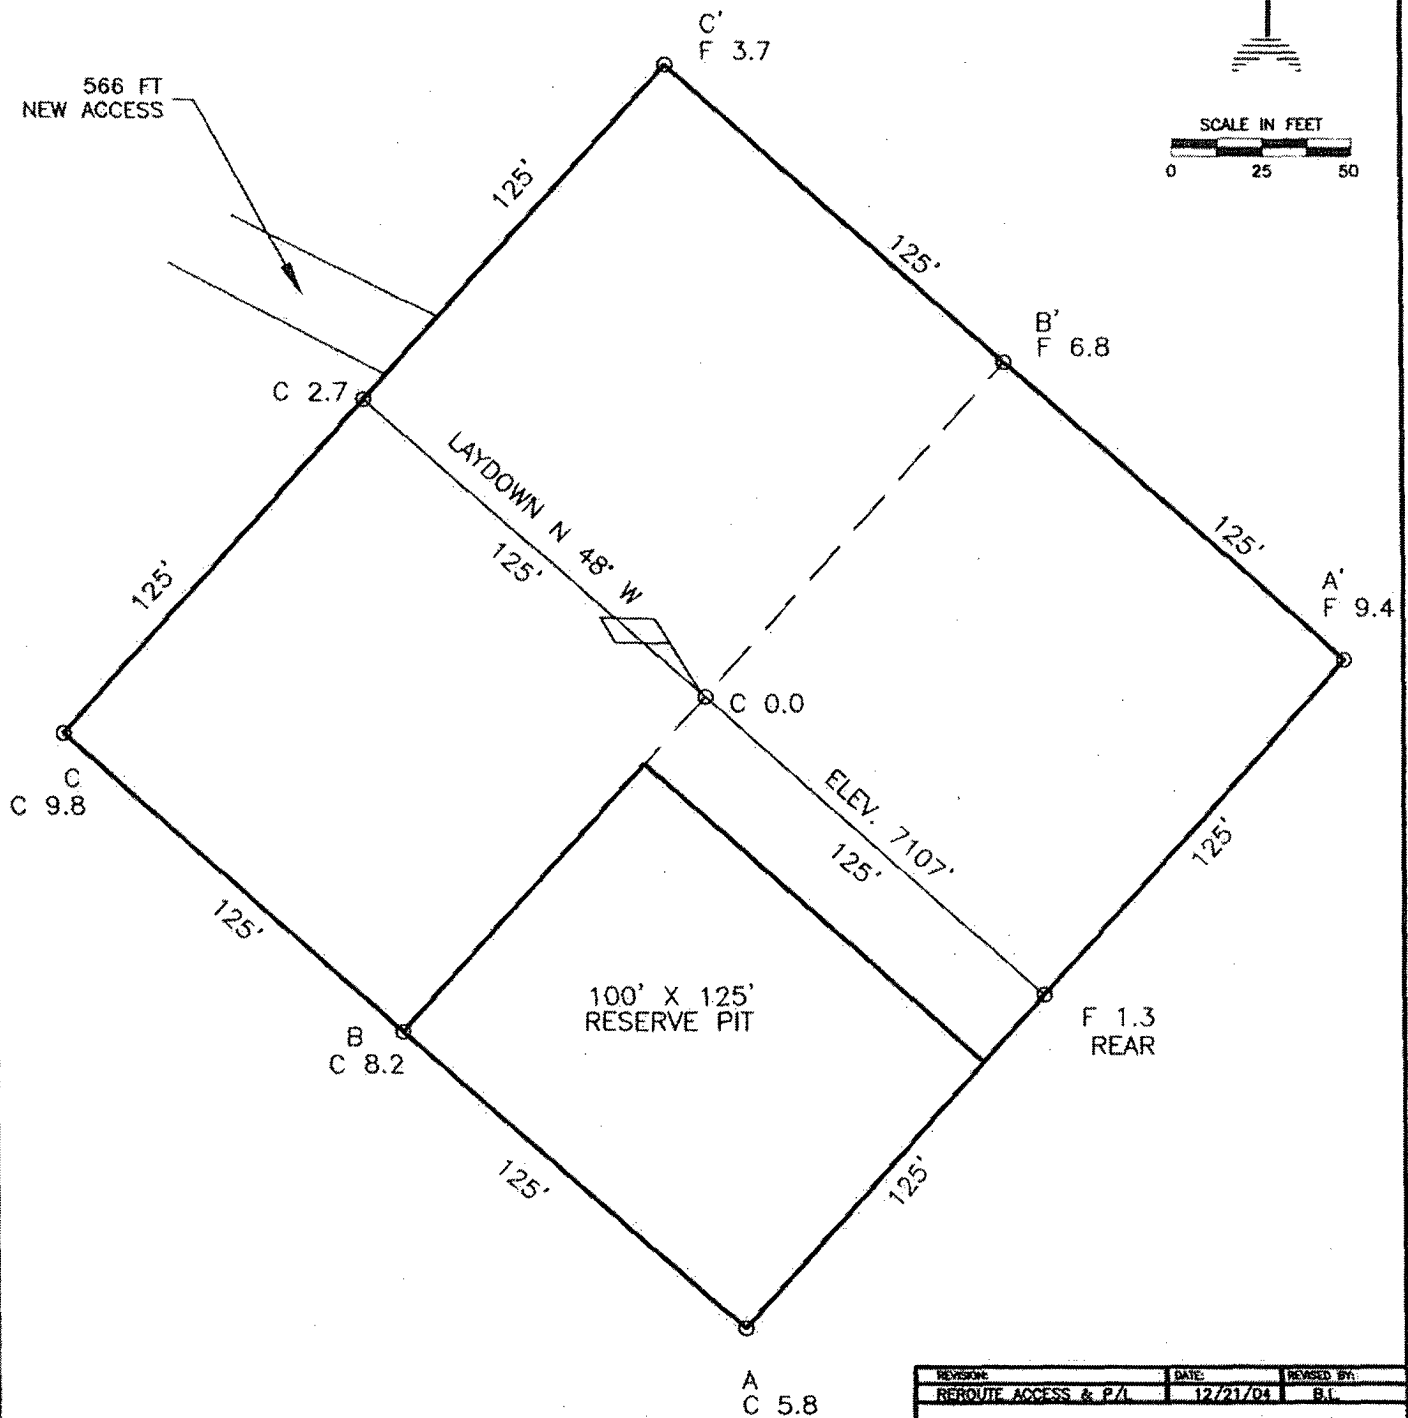 C'
F 3.7
566 FT
NEW ACCESS
SCALE IN FEET
0 25 50
125'
125'
B'
F 6.8
C 2.7
LAYDOWN N 48° W
125'
125'
A'
F 9.4
125'
C 0.0
C
C 9.8
ELEV. 7107'
125'
125'
125'
100' X 125'
RESERVE PIT
F 1.3
REAR
B
C 8.2
125'
125'
A
C 5.8
REVISION: DATE: REVISED BY:
REROUTE ACCESS & P/L 12/21/04 B.L.